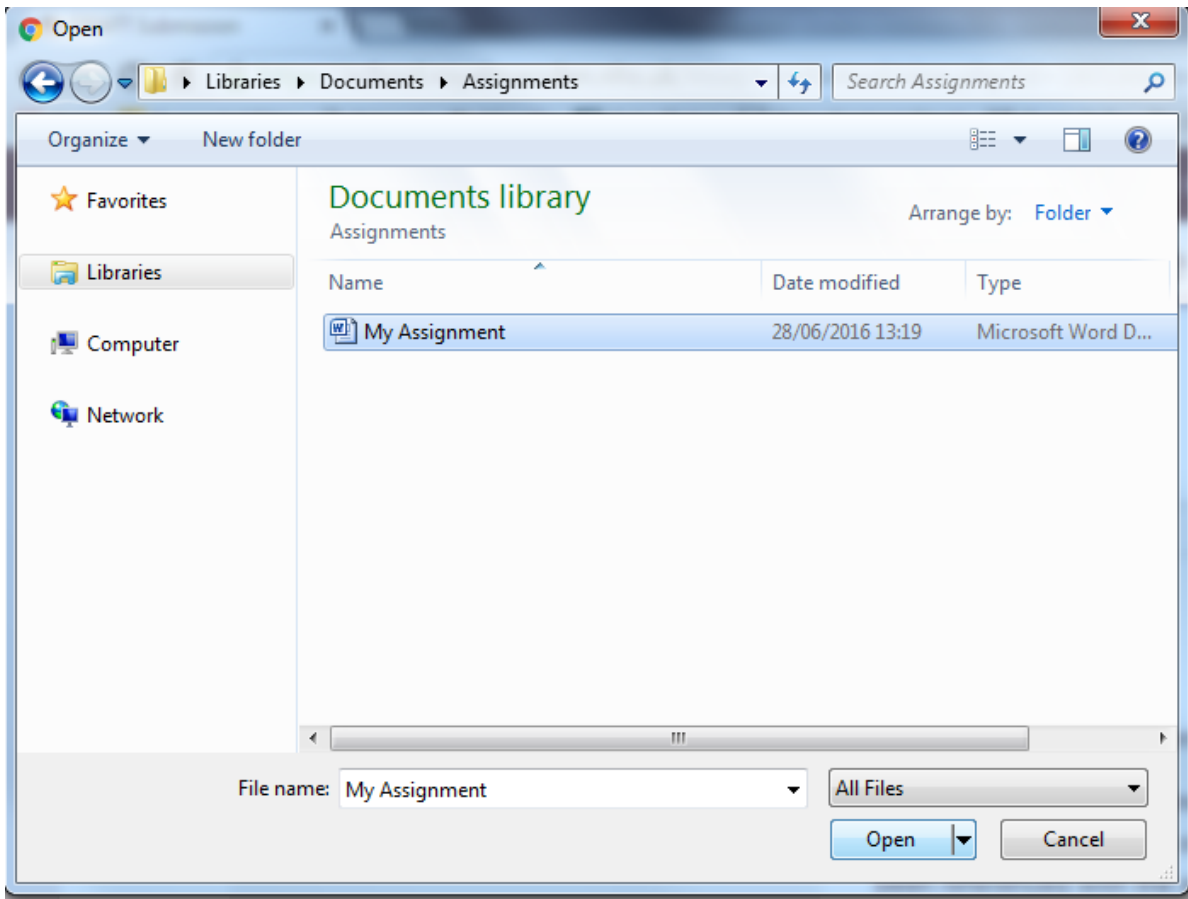 Open
Libraries Documents Assignments Search Assignments
Organize New folder
Favorites
Libraries
Computer
Network
Documents library
Assignments
Arrange by: Folder
Name Date modified Type
My Assignment 28/06/2016 13:19 Microsoft Word D...
File name: My Assignment All Files
Open Cancel